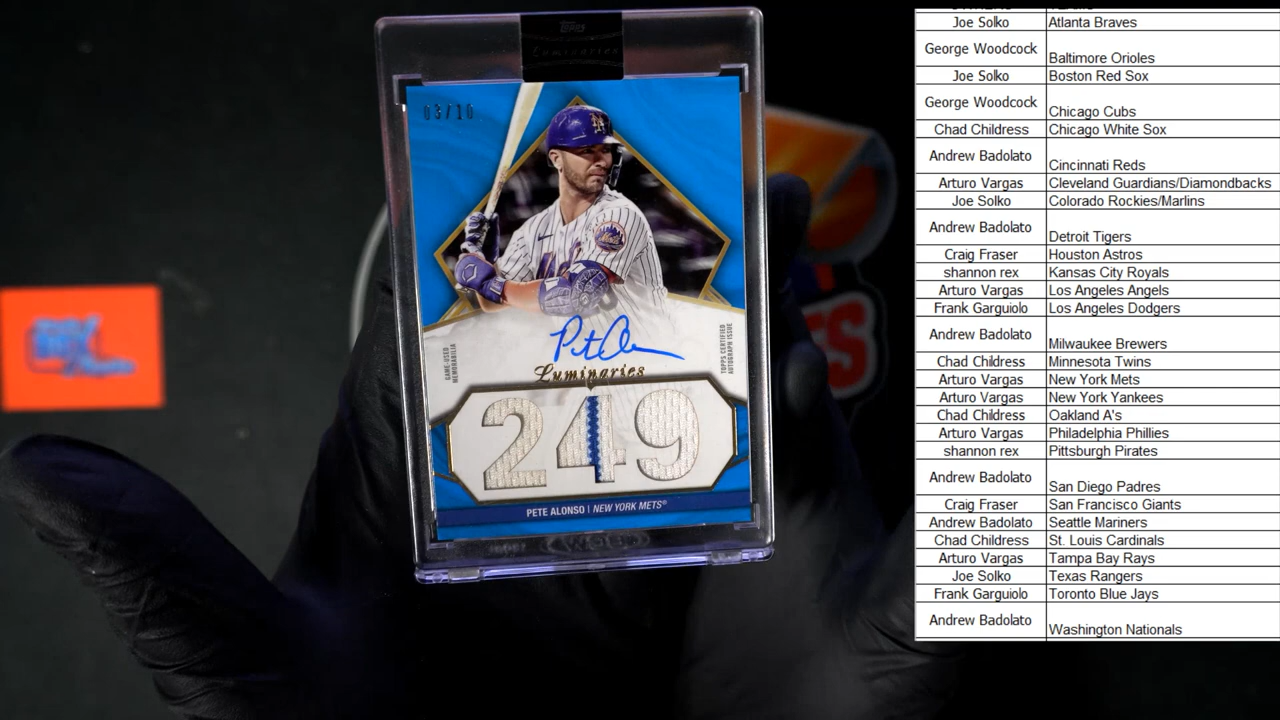 TOPPS
Luminaries
03/10
GAME-USED
MEMORABILIA
TOPPS CERTIFIED
AUTOGRAPH ISSUE
Luminaries
249
PETE ALONSO | NEW YORK METS®
Joe Solko Atlanta Braves
George Woodcock Baltimore Orioles
Joe Solko Boston Red Sox
George Woodcock Chicago Cubs
Chad Childress Chicago White Sox
Andrew Badolato Cincinnati Reds
Arturo Vargas Cleveland Guardians/Diamondbacks
Joe Solko Colorado Rockies/Marlins
Andrew Badolato Detroit Tigers
Craig Fraser Houston Astros
shannon rex Kansas City Royals
Arturo Vargas Los Angeles Angels
Frank Garguiolo Los Angeles Dodgers
Andrew Badolato Milwaukee Brewers
Chad Childress Minnesota Twins
Arturo Vargas New York Mets
Arturo Vargas New York Yankees
Chad Childress Oakland A's
Arturo Vargas Philadelphia Phillies
shannon rex Pittsburgh Pirates
Andrew Badolato San Diego Padres
Craig Fraser San Francisco Giants
Andrew Badolato Seattle Mariners
Chad Childress St. Louis Cardinals
Arturo Vargas Tampa Bay Rays
Joe Solko Texas Rangers
Frank Garguiolo Toronto Blue Jays
Andrew Badolato Washington Nationals